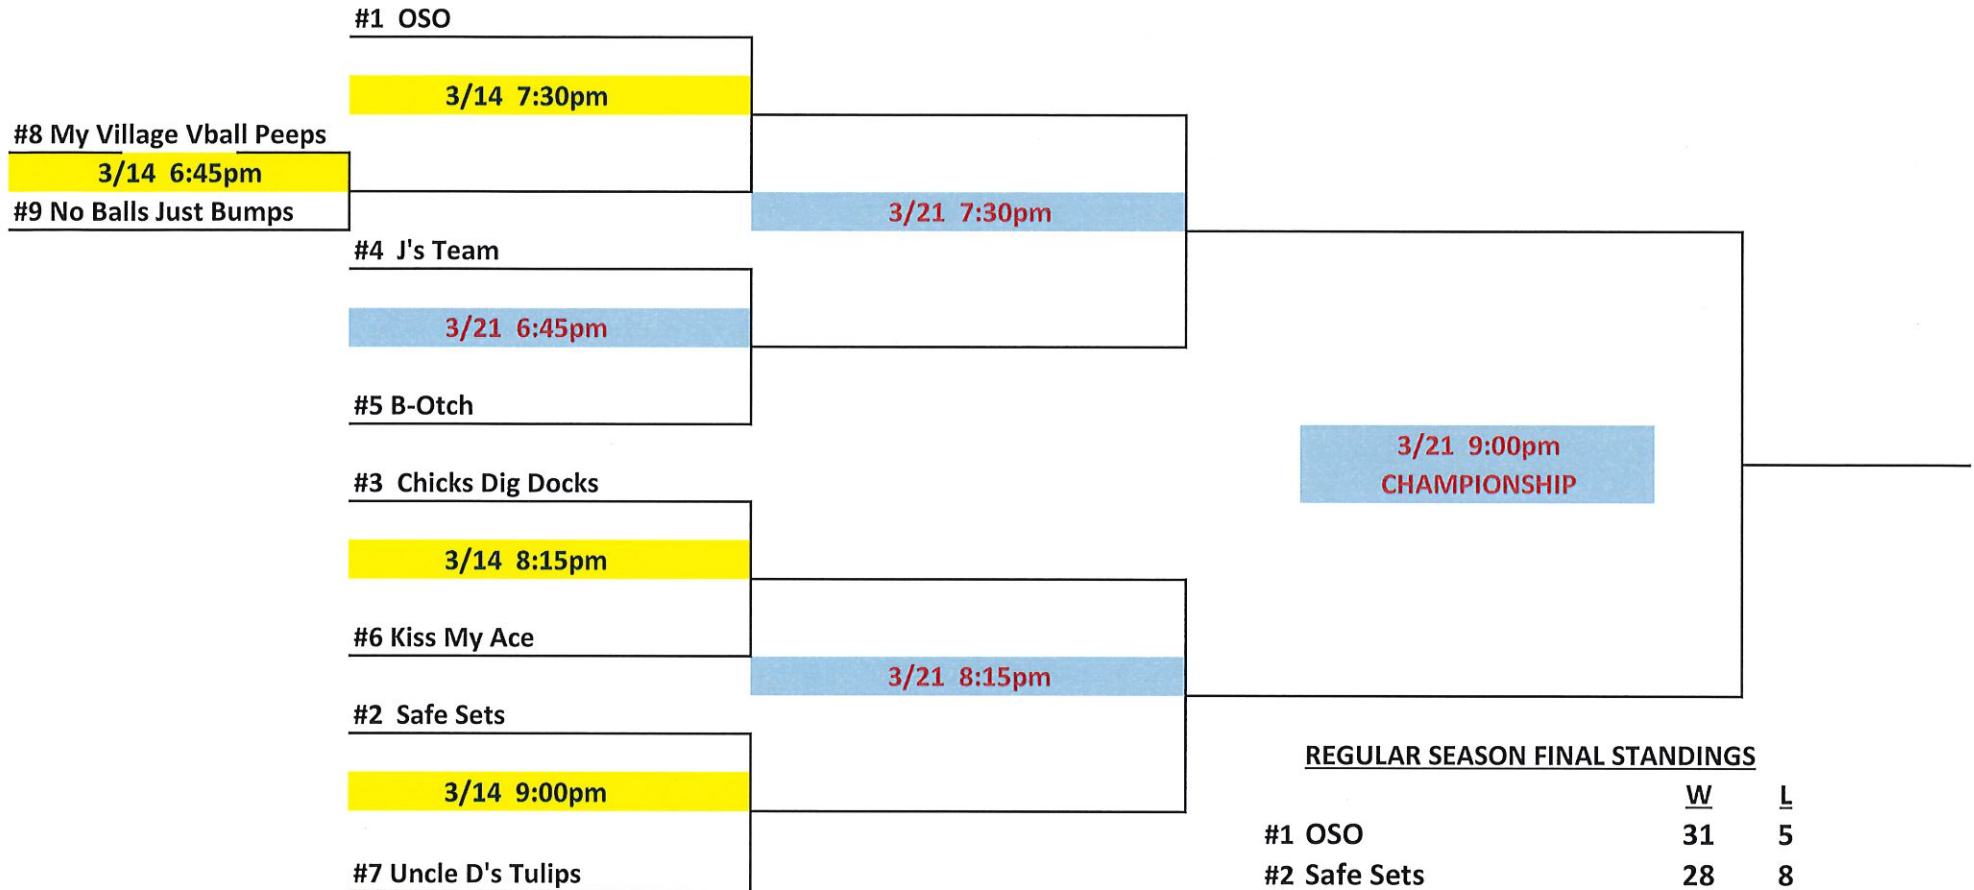 #1 OSO
3/14 7:30pm
#8 My Village Vball Peeps
3/14 6:45pm
#9 No Balls Just Bumps
3/21 7:30pm
#4 J's Team
3/21 6:45pm
#5 B-Otch
3/21 9:00pm
CHAMPIONSHIP
#3 Chicks Dig Docks
3/14 8:15pm
#6 Kiss My Ace
3/21 8:15pm
#2 Safe Sets
3/14 9:00pm
#7 Uncle D's Tulips
REGULAR SEASON FINAL STANDINGS
W L
#1 OSO 31 5
#2 Safe Sets 28 8